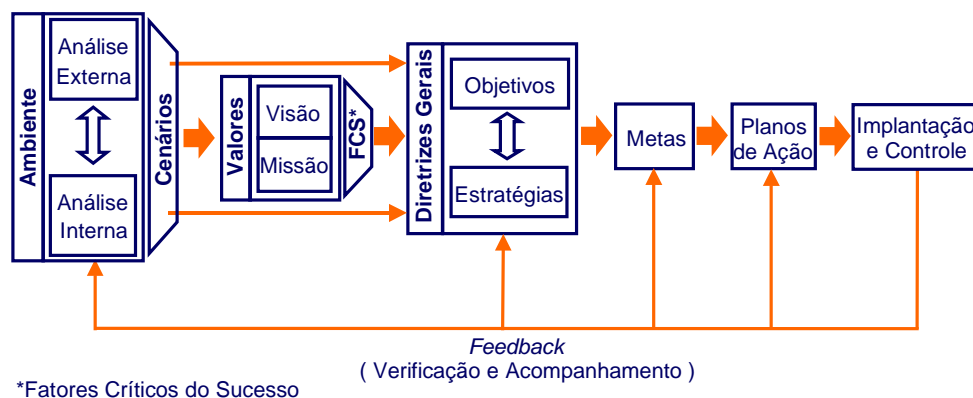 Ambiente
Análise
Externa
Análise
Interna
Cenários
Valores
Visão
Missão
FCS*
Diretrizes Gerais
Objetivos
Estratégias
Metas
Planos
de Ação
Implantação
e Controle
Feedback
( Verificação e Acompanhamento )
*Fatores Críticos do Sucesso